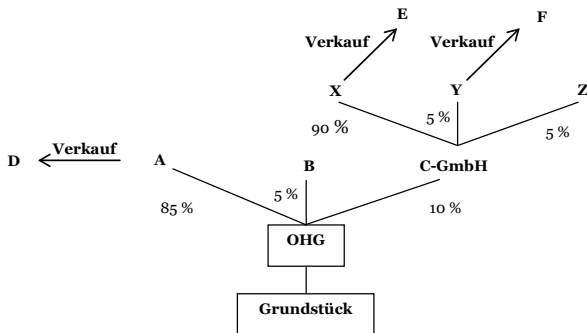 E F
Verkauf Verkauf
X Y Z
90 % 5 % 5 %
D Verkauf A B C-GmbH
85 % 5 % 10 %
OHG
Grundstück